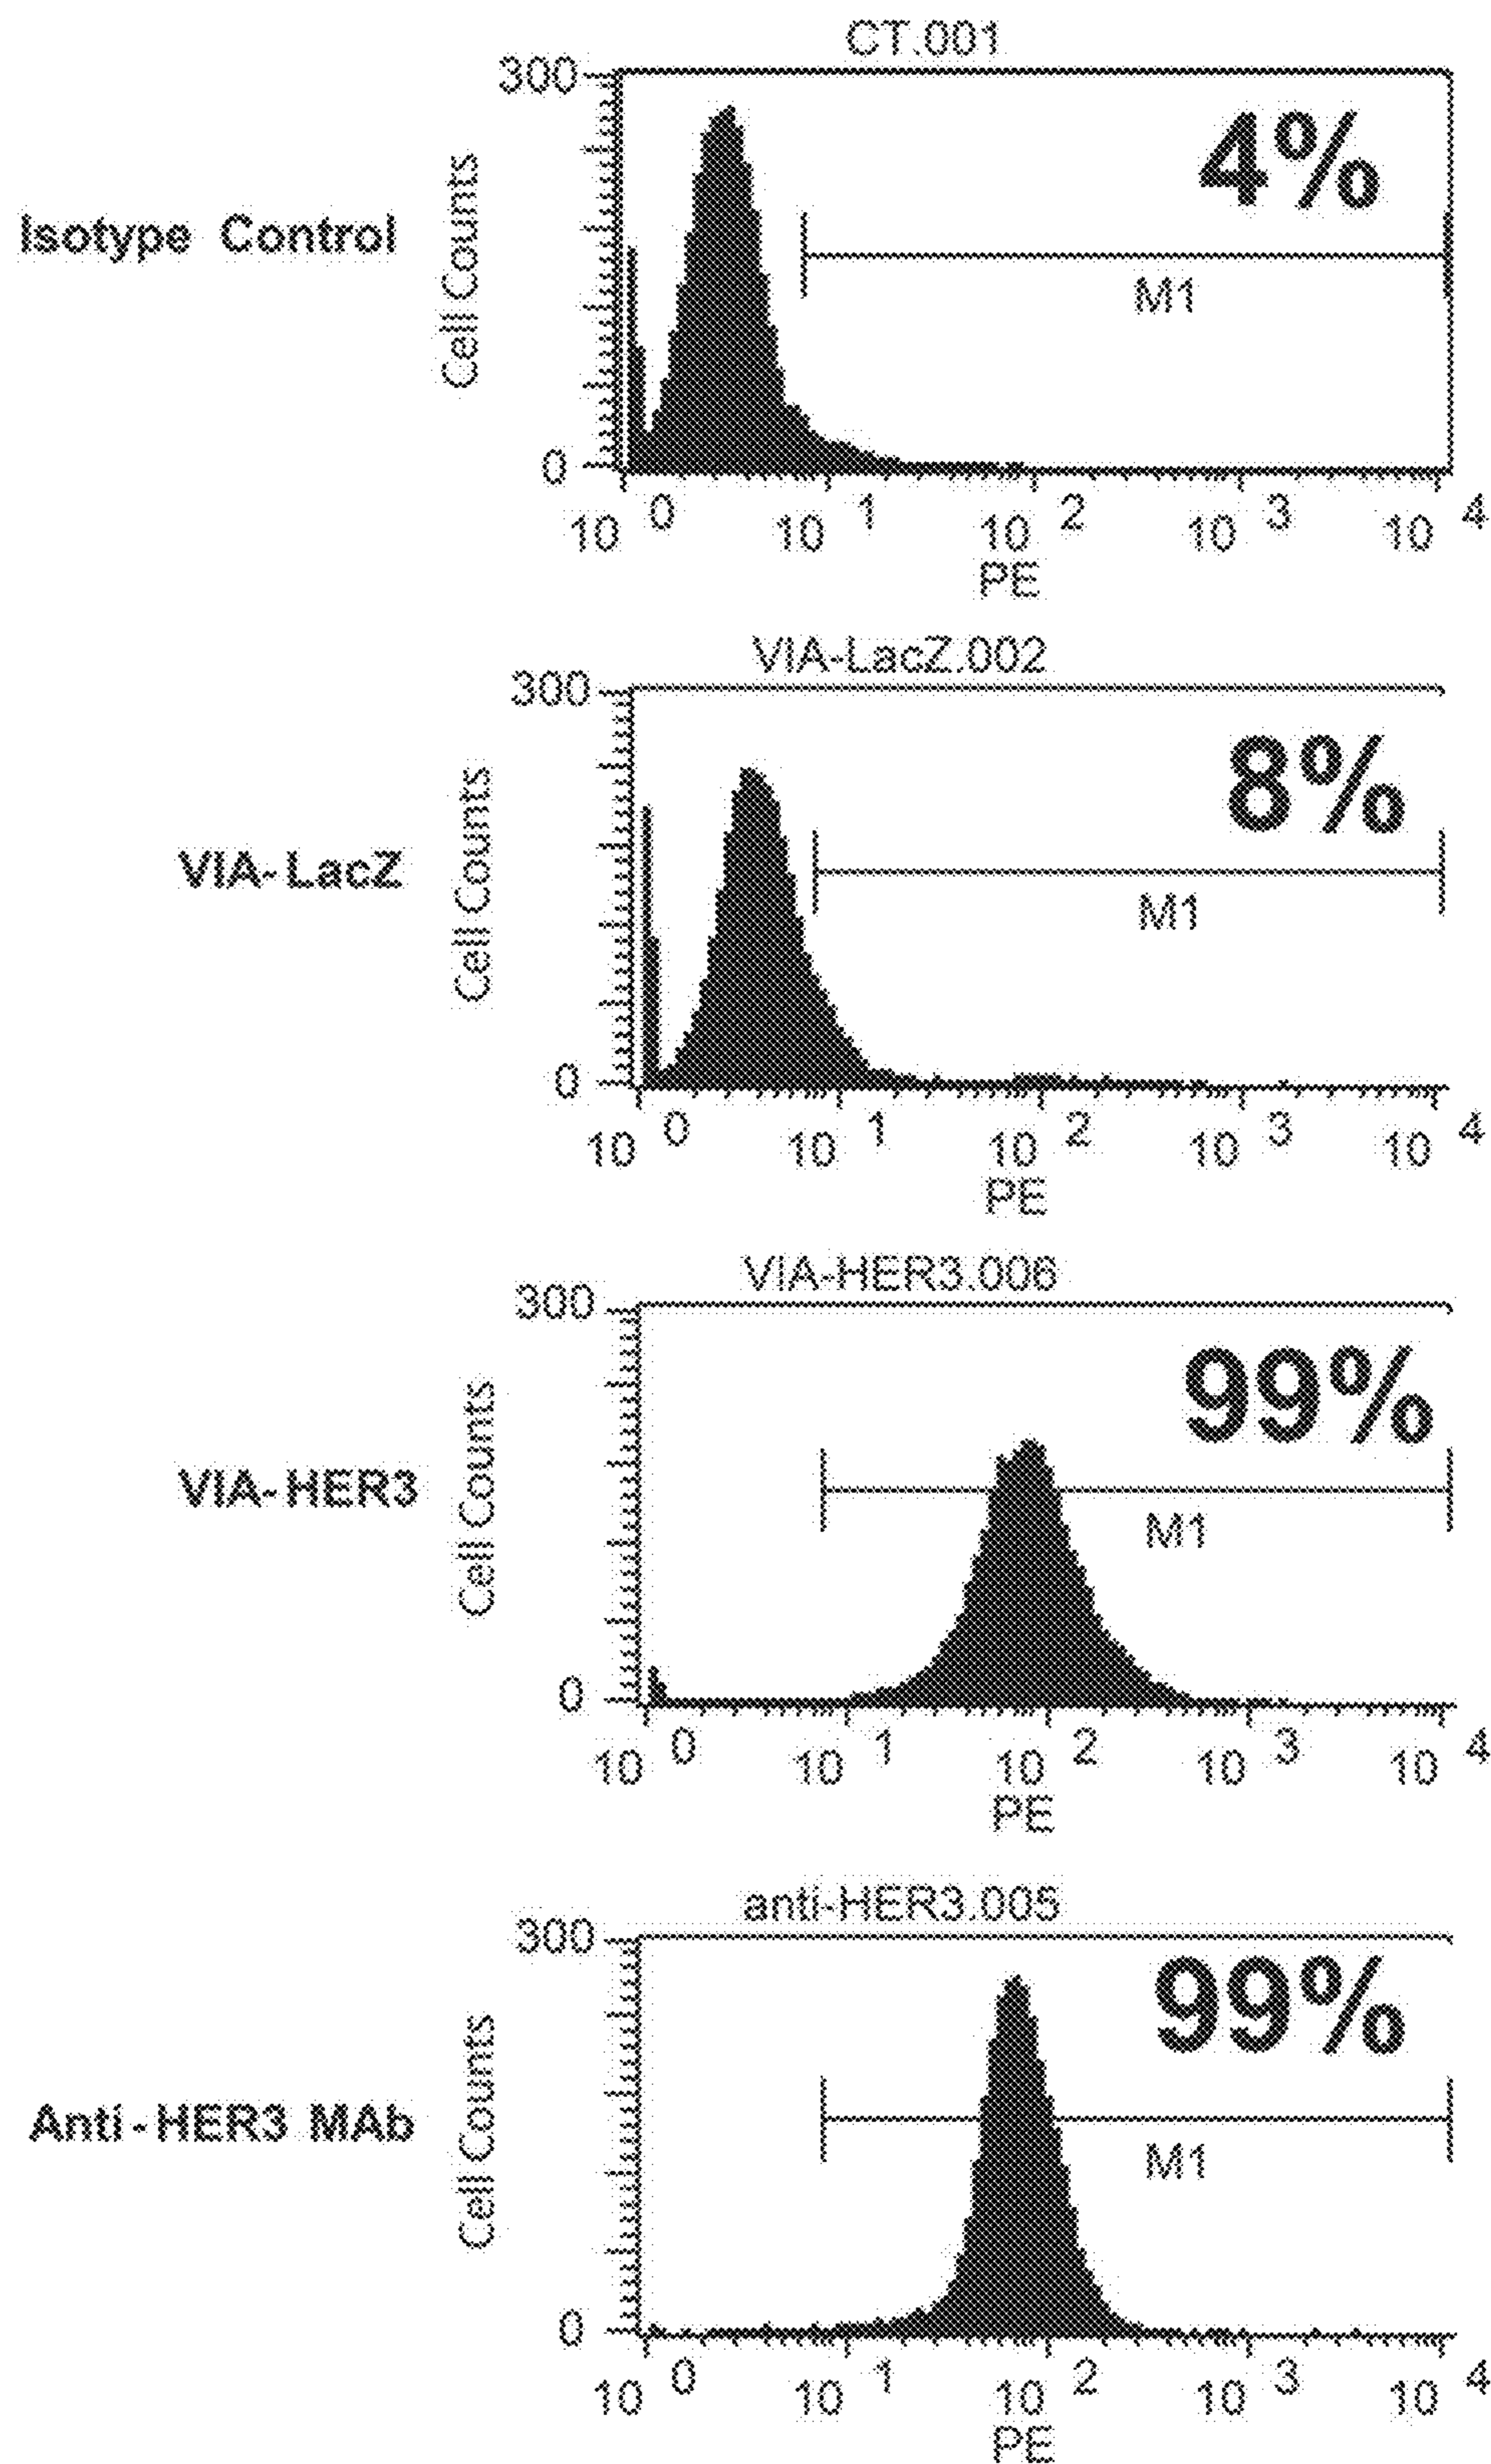 CT.001
300
4%
Isotype Control
Cell Counts
M1
0
10 0 10 1 10 2 10 3 10 4
PE
VIA-LacZ.002
300
8%
VIA-LacZ
Cell Counts
M1
0
10 0 10 1 10 2 10 3 10 4
PE
VIA-HER3.006
300
99%
VIA-HER3
Cell Counts
M1
0
10 0 10 1 10 2 10 3 10 4
PE
anti-HER3.005
300
99%
Anti-HER3 MAb
Cell Counts
M1
0
10 0 10 1 10 2 10 3 10 4
PE